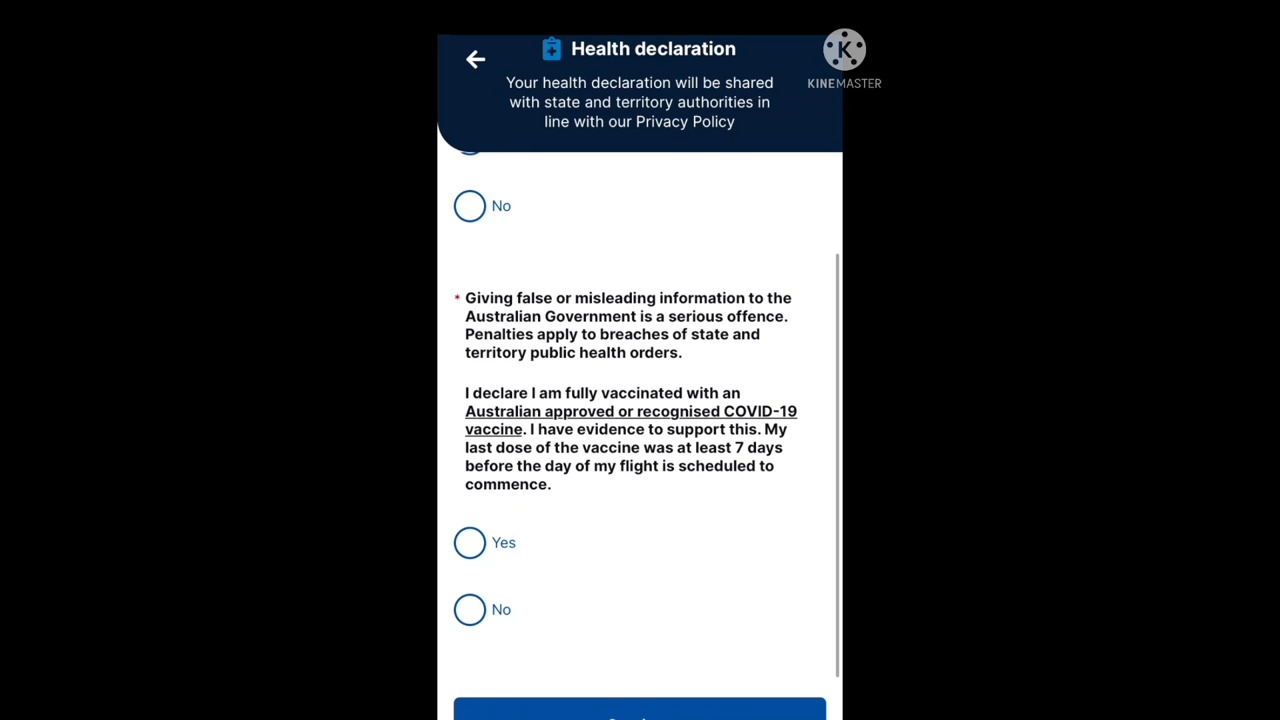 Health declaration
K
KINEMASTER
Your health declaration will be shared
with state and territory authorities in
line with our Privacy Policy
No
* Giving false or misleading information to the
Australian Government is a serious offence.
Penalties apply to breaches of state and
territory public health orders.
I declare I am fully vaccinated with an
Australian approved or recognised COVID-19
vaccine. I have evidence to support this. My
last dose of the vaccine was at least 7 days
before the day of my flight is scheduled to
commence.
Yes
No